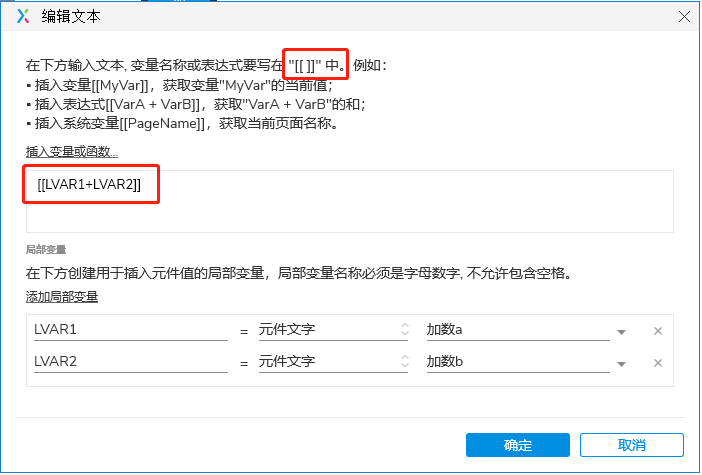 编辑文本
在下方输入文本, 变量名称或表达式要写在 "[[ ]]" 中。例如：
▪ 插入变量[[MyVar]]，获取变量"MyVar"的当前值；
▪ 插入表达式[[VarA + VarB]]，获取"VarA + VarB"的和；
▪ 插入系统变量[[PageName]]，获取当前页面名称。
插入变量或函数...
[[LVAR1+LVAR2]]
局部变量
在下方创建用于插入元件值的局部变量，局部变量名称必须是字母数字, 不允许包含空格。
添加局部变量
LVAR1 = 元件文字 加数a
LVAR2 = 元件文字 加数b
确定 取消